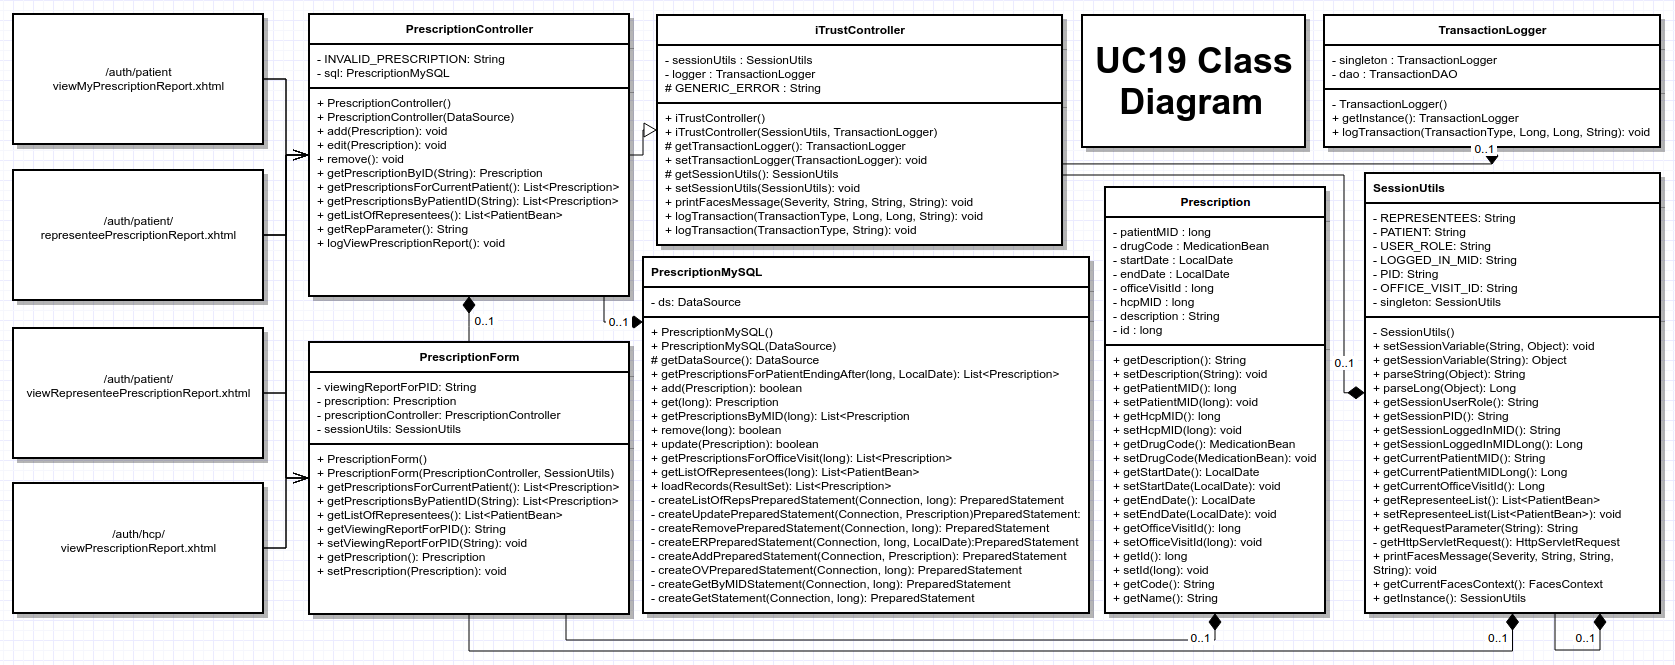 /auth/patient
viewMyPrescriptionReport.xhtml
/auth/patient/
representeePrescriptionReport.xhtml
/auth/patient/
viewRepresenteePrescriptionReport.xhtml
/auth/hcp/
viewPrescriptionReport.xhtml
PrescriptionController
- INVALID_PRESCRIPTION: String
- sql: PrescriptionMySQL
+ PrescriptionController()
+ PrescriptionController(DataSource)
+ add(Prescription): void
+ edit(Prescription): void
+ remove(): void
+ getPrescriptionByID(String): Prescription
+ getPrescriptionsForCurrentPatient(): List<Prescription>
+ getPrescriptionsByPatientID(String): List<Prescription>
+ getListOfRepresentees(): List<PatientBean>
+ getRepParameter(): String
+ logViewPrescriptionReport(): void
0..1
0..1
PrescriptionForm
- viewingReportForPID: String
- prescription: Prescription
- prescriptionController: PrescriptionController
- sessionUtils: SessionUtils
+ PrescriptionForm()
+ PrescriptionForm(PrescriptionController, SessionUtils)
+ getPrescriptionsForCurrentPatient(): List<Prescription>
+ getPrescriptionsByPatientID(String): List<Prescription>
+ getListOfRepresentees(): List<PatientBean>
+ getViewingReportForPID(): String
+ setViewingReportForPID(String): void
+ getPrescription(): Prescription
+ setPrescription(Prescription): void
iTrustController
- sessionUtils : SessionUtils
- logger : TransactionLogger
# GENERIC_ERROR : String
+ iTrustController()
+ iTrustController(SessionUtils, TransactionLogger)
# getTransactionLogger(): TransactionLogger
+ setTransactionLogger(TransactionLogger): void
# getSessionUtils(): SessionUtils
+ setSessionUtils(SessionUtils): void
+ printFacesMessage(Severity, String, String, String): void
+ logTransaction(TransactionType, Long, Long, String): void
+ logTransaction(TransactionType, String): void
PrescriptionMySQL
- ds: DataSource
+ PrescriptionMySQL()
+ PrescriptionMySQL(DataSource)
# getDataSource(): DataSource
+ getPrescriptionsForPatientEndingAfter(long, LocalDate): List<Prescription>
+ add(Prescription): boolean
+ get(long): Prescription
+ getPrescriptionsByMID(long): List<Prescription
+ remove(long): boolean
+ update(Prescription): boolean
+ getPrescriptionsForOfficeVisit(long): List<Prescription>
+ getListOfRepresentees(long): List<PatientBean>
+ loadRecords(ResultSet): List<Prescription>
- createListOfRepsPreparedStatement(Connection, long): PreparedStatement
- createUpdatePreparedStatement(Connection, Prescription)PreparedStatement:
- createRemovePreparedStatement(Connection, long): PreparedStatement
- createERPreparedStatement(Connection, long, LocalDate):PreparedStatement
- createAddPreparedStatement(Connection, Prescription): PreparedStatement
- createOVPreparedStatement(Connection, long): PreparedStatement
- createGetByMIDStatement(Connection, long): PreparedStatement
- createGetStatement(Connection, long): PreparedStatement
UC19 Class
Diagram
Prescription
- patientMID : long
- drugCode : MedicationBean
- startDate : LocalDate
- endDate : LocalDate
- officeVisitId : long
- hcpMID : long
- description : String
- id : long
+ getDescription(): String
+ setDescription(String): void
+ getPatientMID(): long
+ setPatientMID(long): void
+ getHcpMID(): long
+ setHcpMID(long): void
+ getDrugCode(): MedicationBean
+ setDrugCode(MedicationBean): void
+ getStartDate(): LocalDate
+ setStartDate(LocalDate): void
+ getEndDate(): LocalDate
+ setEndDate(LocalDate): void
+ getOfficeVisitId(): long
+ setOfficeVisitId(long): void
+ getId(): long
+ setId(long): void
+ getCode(): String
+ getName(): String
0..1
TransactionLogger
- singleton : TransactionLogger
- dao : TransactionDAO
- TransactionLogger()
+ getInstance(): TransactionLogger
+ logTransaction(TransactionType, Long, Long, String): void
0..1
0..1
SessionUtils
- REPRESENTEES: String
- PATIENT: String
- USER_ROLE: String
- LOGGED_IN_MID: String
- PID: String
- OFFICE_VISIT_ID: String
- singleton: SessionUtils
- SessionUtils()
+ setSessionVariable(String, Object): void
+ getSessionVariable(String): Object
+ parseString(Object): String
+ parseLong(Object): Long
+ getSessionUserRole(): String
+ getSessionPID(): String
+ getSessionLoggedInMID(): String
+ getSessionLoggedInMIDLong(): Long
+ getCurrentPatientMID(): String
+ getCurrentPatientMIDLong(): Long
+ getCurrentOfficeVisitId(): Long
+ getRepresenteeList(): List<PatientBean>
+ setRepresenteeList(List<PatientBean>): void
+ getRequestParameter(String): String
- getHttpServletRequest(): HttpServletRequest
+ printFacesMessage(Severity, String, String,
String): void
+ getCurrentFacesContext(): FacesContext
+ getInstance(): SessionUtils
0..1
0..1